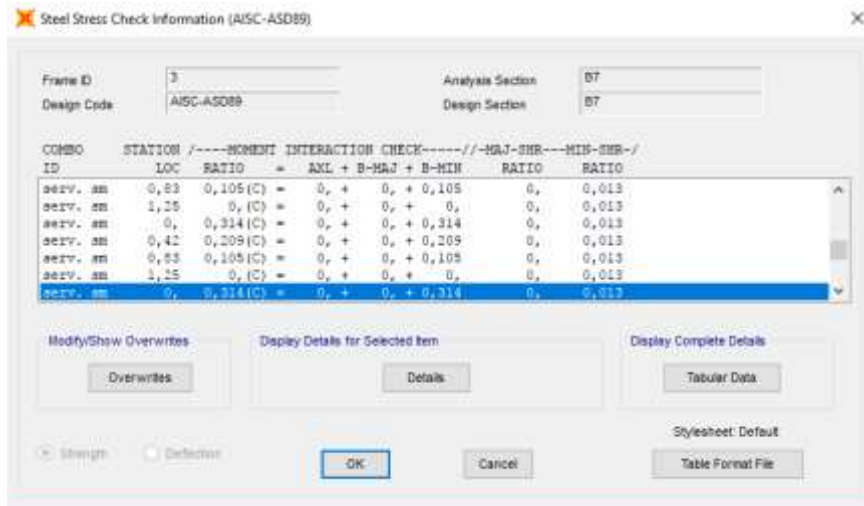 Steel Stress Check Information (AISC-ASD89)
Frame ID 3 Analysis Section B7
Design Code AISC-ASD89 Design Section B7
COMBO STATION /----MOMENT INTERACTION CHECK-----//-MAJ-SHR---MIN-SHR-/
ID LOC RATIO = AXL + B-MAJ + B-MIN RATIO RATIO
serv. sm 0,83 0,105(C) = 0, + 0, + 0,105 0, 0,013
serv. sm 1,25 0, (C) = 0, + 0, + 0, 0, 0,013
serv. sm 0, 0,314(C) = 0, + 0, + 0,314 0, 0,013
serv. sm 0,42 0,209(C) = 0, + 0, + 0,209 0, 0,013
serv. sm 0,83 0,105(C) = 0, + 0, + 0,105 0, 0,013
serv. sm 1,25 0, (C) = 0, + 0, + 0, 0, 0,013
serv. sm 0, 0,314(C) = 0, + 0, + 0,314 0, 0,013
Modify/Show Overwrites Display Details for Selected Item Display Complete Details
Overwrites Details Tabular Data
Stylesheet: Default
Strength Deflection OK Cancel Table Format File